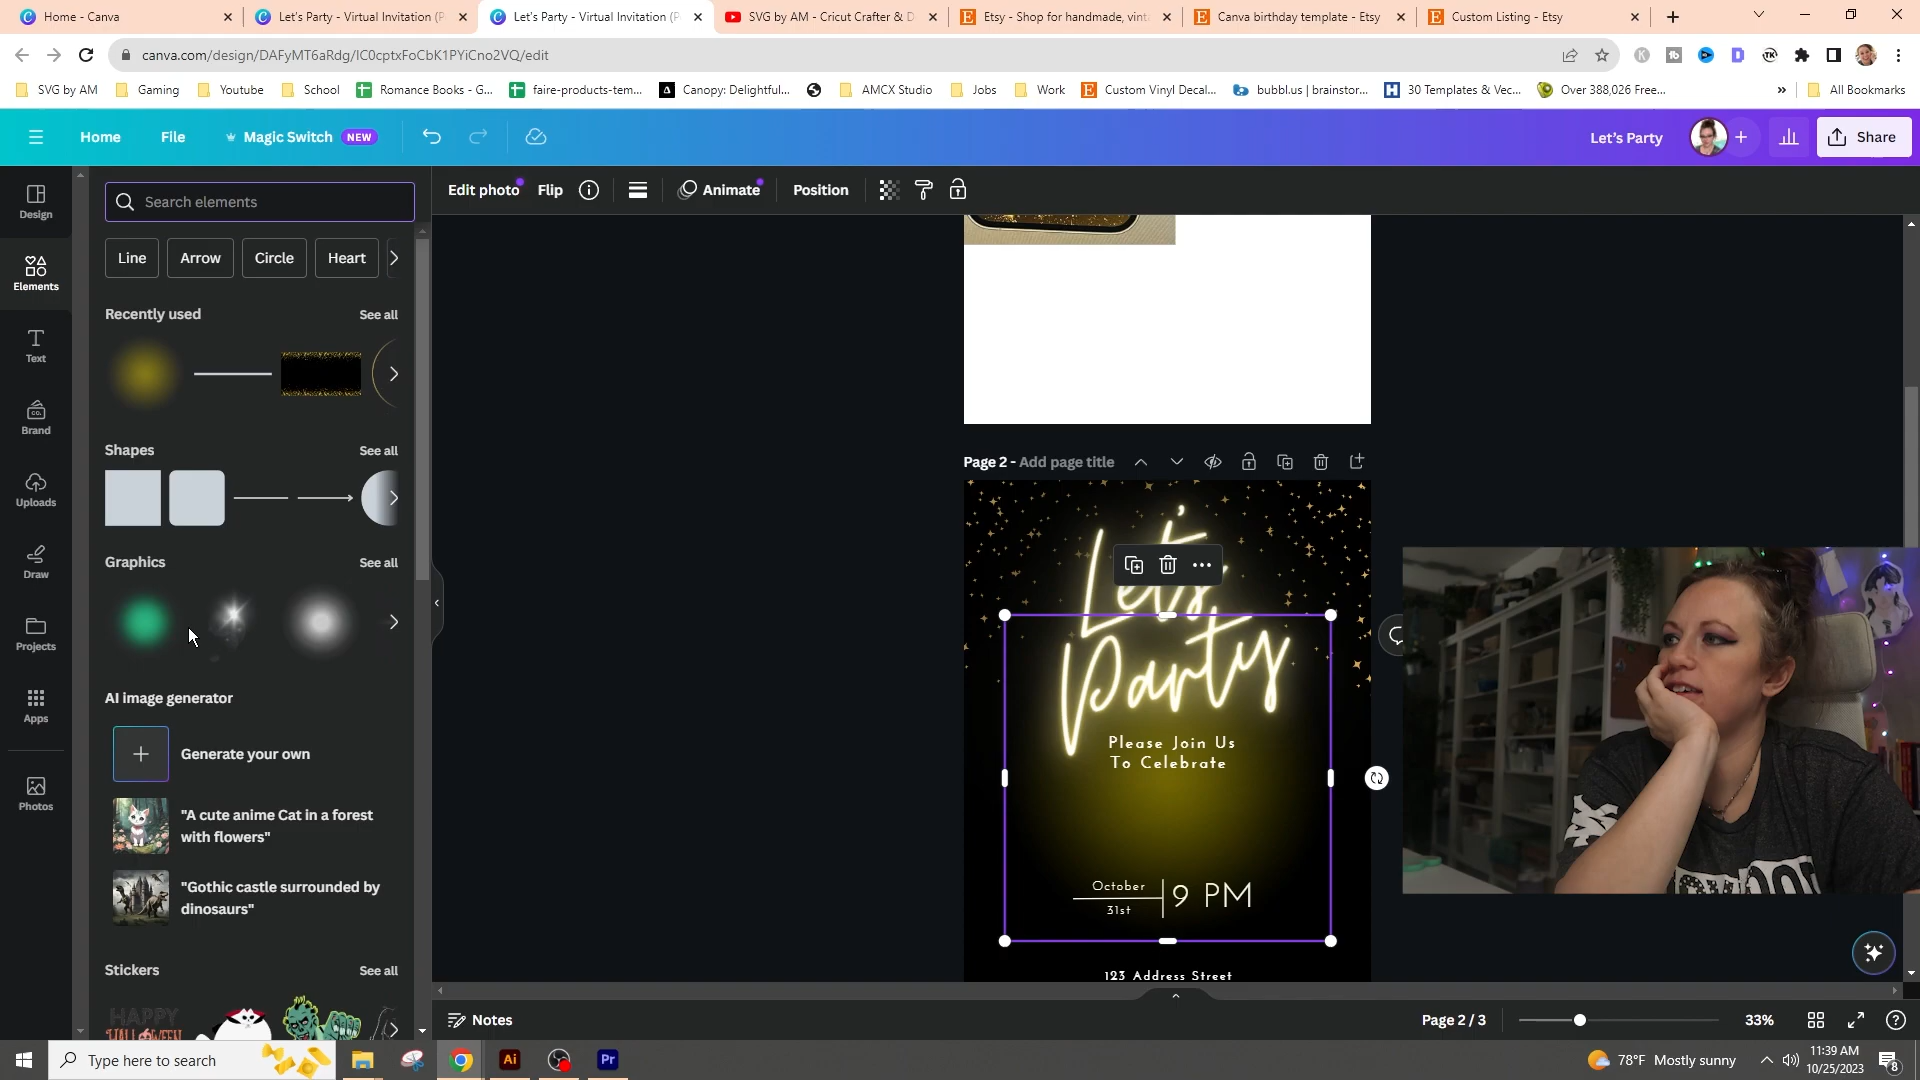 Home - Canva
Let's Party - Virtual Invitation (P
Let's Party - Virtual Invitation (P
SVG by AM - Cricut Crafter & D
Etsy - Shop for handmade, vint
Canva birthday template - Etsy
Custom Listing - Etsy
canva.com/design/DAFyMT6aRdg/IC0cptxFoCbK1PYiCno2VQ/edit
SVG by AM
Gaming
Youtube
School
Romance Books - G...
faire-products-tem...
Canopy: Delightful...
AMCX Studio
Jobs
Work
Custom Vinyl Decal...
bubbl.us | brainstor...
30 Templates & Vec...
Over 388,026 Free...
All Bookmarks
Home
File
Magic Switch NEW
Let's Party
Share
Design
Elements
Text
Brand
Uploads
Draw
Projects
Apps
Photos
Search elements
Line
Arrow
Circle
Heart
Recently used
See all
Shapes
See all
Graphics
See all
AI image generator
Generate your own
"A cute anime Cat in a forest
with flowers"
"Gothic castle surrounded by
dinosaurs"
Stickers
See all
HAPPY
HALLOWEEN
Edit photo
Flip
Animate
Position
Page 2 - Add page title
Let's
Party
Please Join Us
To Celebrate
October
31st
9 PM
123 Address Street
Notes
Page 2 / 3
33%
Type here to search
Ai
Pr
78°F Mostly sunny
11:39 AM
10/25/2023
8